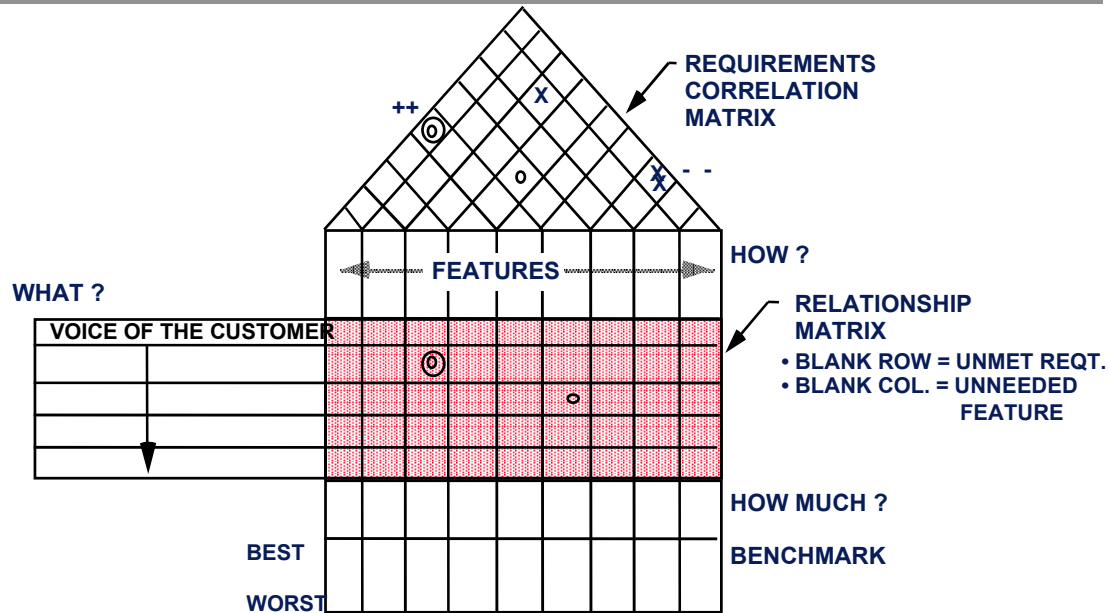 REQUIREMENTS
CORRELATION
MATRIX
++
X
X
X
- -
HOW ?
FEATURES
WHAT ?
RELATIONSHIP
MATRIX
VOICE OF THE CUSTOMER
• BLANK ROW = UNMET REQT.
• BLANK COL. = UNNEEDED
FEATURE
HOW MUCH ?
BEST
BENCHMARK
WORST